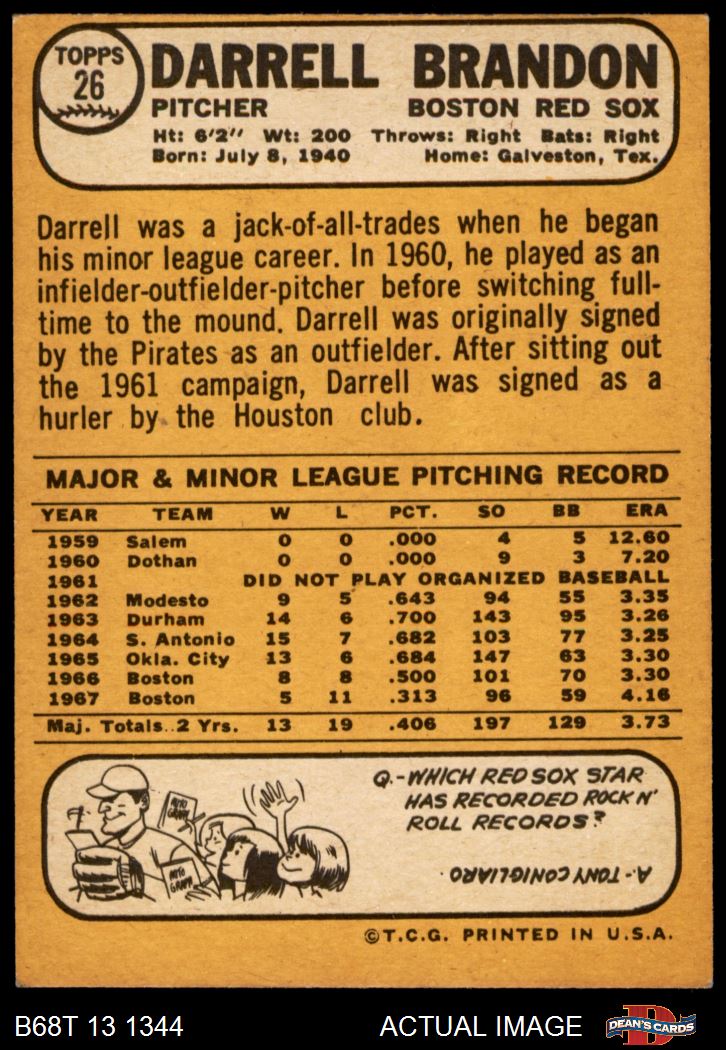 TOPPS
26
DARRELL BRANDON
PITCHER BOSTON RED SOX
Ht: 6'2" Wt: 200 Throws: Right Bats: Right
Born: July 8, 1940 Home: Galveston, Tex.
Darrell was a jack-of-all-trades when he began
his minor league career. In 1960, he played as an
infielder-outfielder-pitcher before switching full-
time to the mound. Darrell was originally signed
by the Pirates as an outfielder. After sitting out
the 1961 campaign, Darrell was signed as a
hurler by the Houston club.
MAJOR & MINOR LEAGUE PITCHING RECORD
YEAR TEAM W L PCT. SO BB ERA
1959 Salem 0 0 .000 4 5 12.60
1960 Dothan 0 0 .000 9 3 7.20
1961 DID NOT PLAY ORGANIZED BASEBALL
1962 Modesto 9 5 .643 94 55 3.35
1963 Durham 14 6 .700 143 95 3.26
1964 S. Antonio 15 7 .682 103 77 3.25
1965 Okla. City 13 6 .684 147 63 3.30
1966 Boston 8 8 .500 101 70 3.30
1967 Boston 5 11 .313 96 59 4.16
Maj. Totals..2 Yrs. 13 19 .406 197 129 3.73
AUTO
GRAPH
AUTO
GRAPH
Q.-WHICH RED SOX STAR
HAS RECORDED ROCK N'
ROLL RECORDS?
A.- TONY CONIGLIARO
©T.C.G. PRINTED IN U.S.A.
B68T 13 1344 ACTUAL IMAGE
DEAN'S CARDS